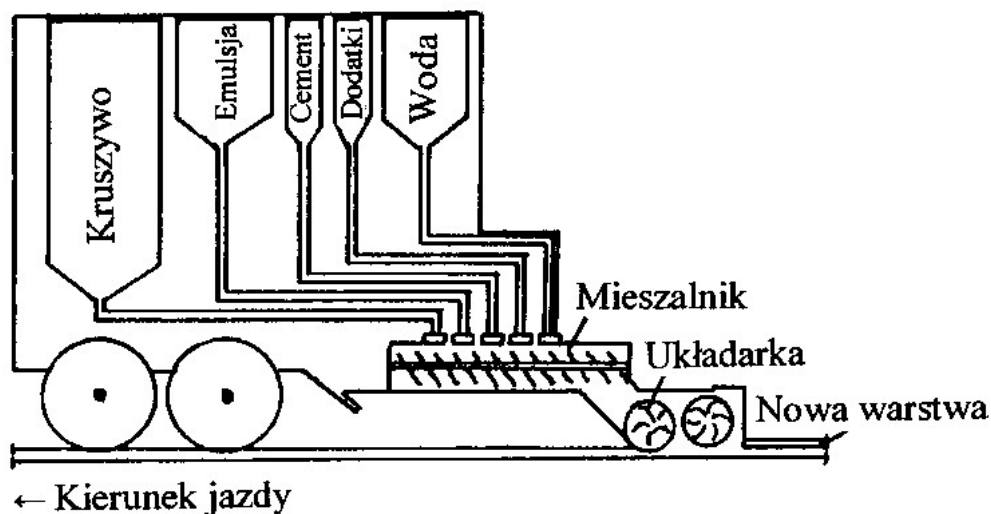 Kruszywo
Emulsja
Cement
Dodatki
Woda
Mieszalnik
Układarka
Nowa warstwa
← Kierunek jazdy